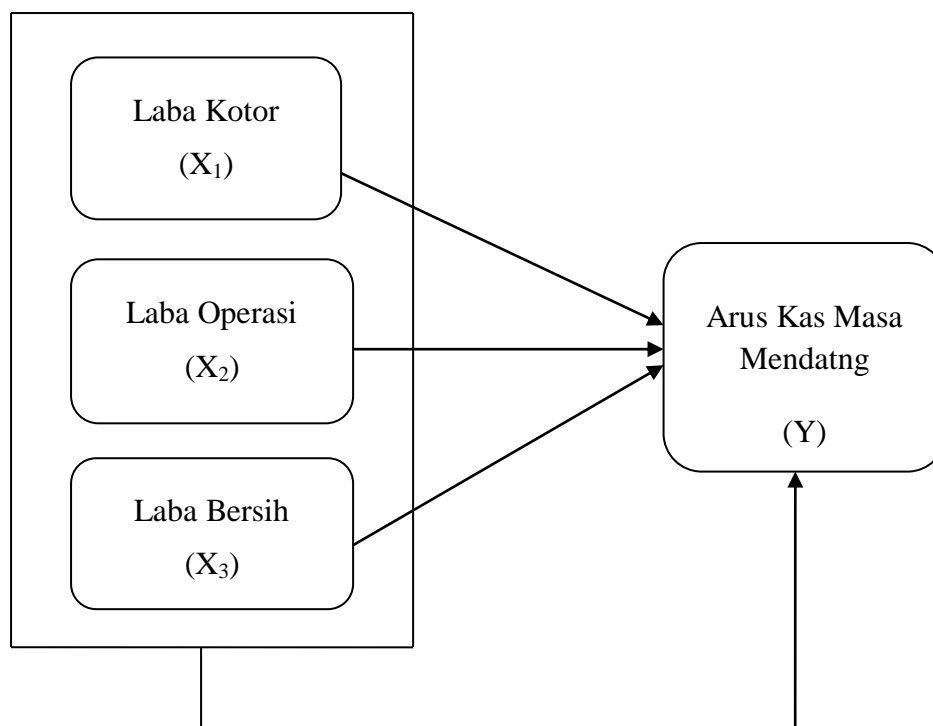 Laba Kotor
(X₁)
Laba Operasi
(X₂)
Laba Bersih
(X₃)
Arus Kas Masa
Mendatng
(Y)